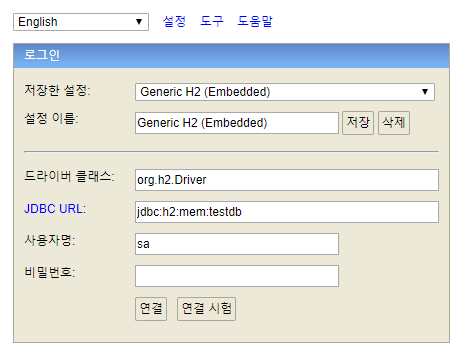 English 설정 도구 도움말
로그인
저장한 설정: Generic H2 (Embedded)
설정 이름: Generic H2 (Embedded) 저장 삭제
드라이버 클래스: org.h2.Driver
JDBC URL: jdbc:h2:mem:testdb
사용자명: sa
비밀번호:
연결 연결 시험